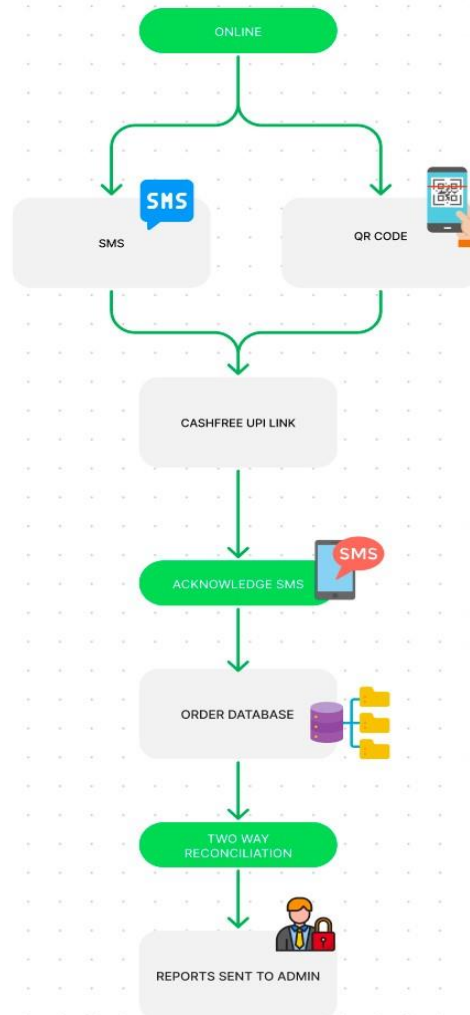 ONLINE
SMS
SMS
QR CODE
CASHFREE UPI LINK
SMS
ACKNOWLEDGE SMS
ORDER DATABASE
TWO WAY
RECONCILIATION
REPORTS SENT TO ADMIN